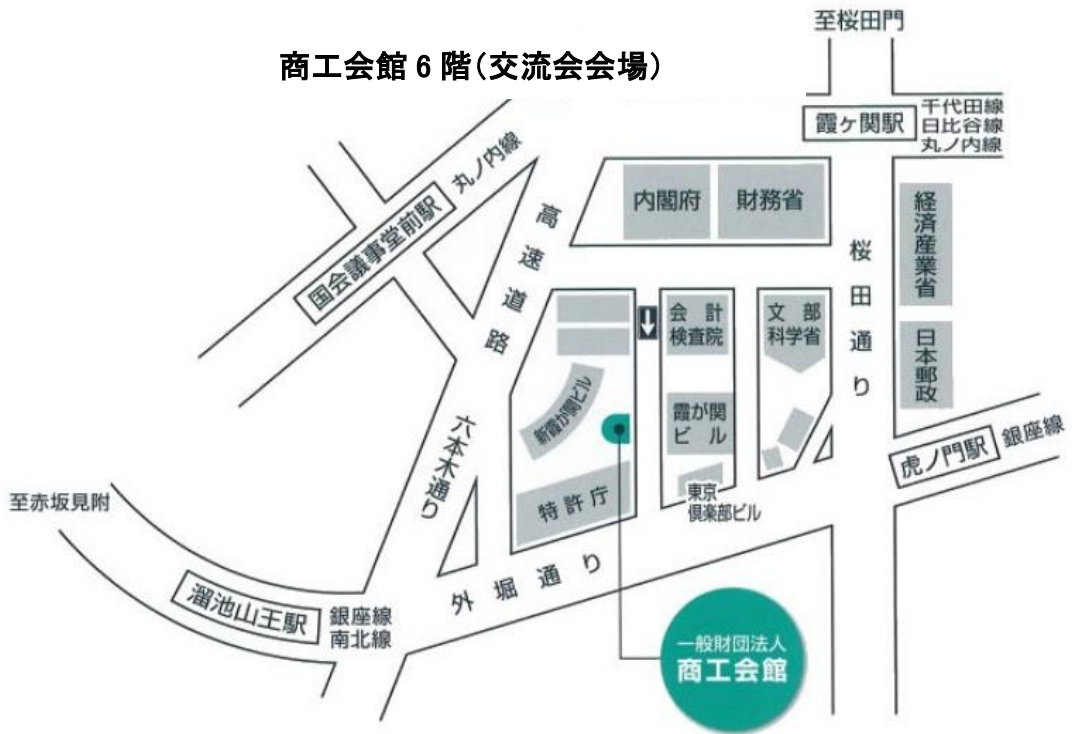 至桜田門
商工会館 6 階(交流会会場)
霞ヶ関駅
千代田線
日比谷線
丸ノ内線
丸ノ内線
国会議事堂前駅
高速道路
内閣府
財務省
経済産業省
桜田通り
会計
検査院
文部
科学省
日本郵政
新霞が関ビル
霞が関
ビル
六本木通り
虎ノ門駅
銀座線
特許庁
東京
倶楽部ビル
至赤坂見附
外堀通り
溜池山王駅
銀座線
南北線
一般財団法人
商工会館